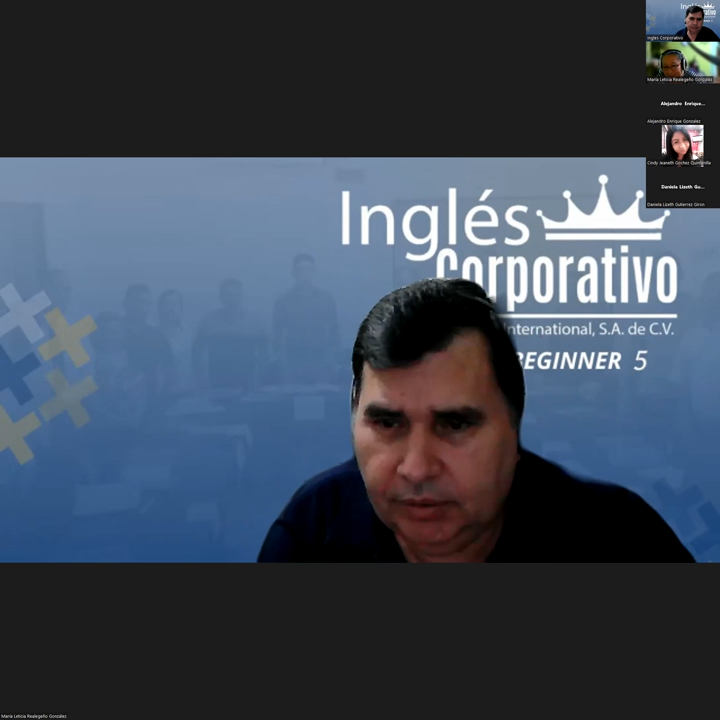 Inglés
Corporativo
International, S.A. de C.V.
BEGINNER 5
Inglés Corporativo
María Leticia Realegeño González
Alejandro Enrique...
Alejandro Enrique Gonzalez
Cindy Jeaneth Gochez Quintanilla
Daniela Lizeth Gu...
Daniela Lizeth Gutierrez Giron
María Leticia Realegeño González